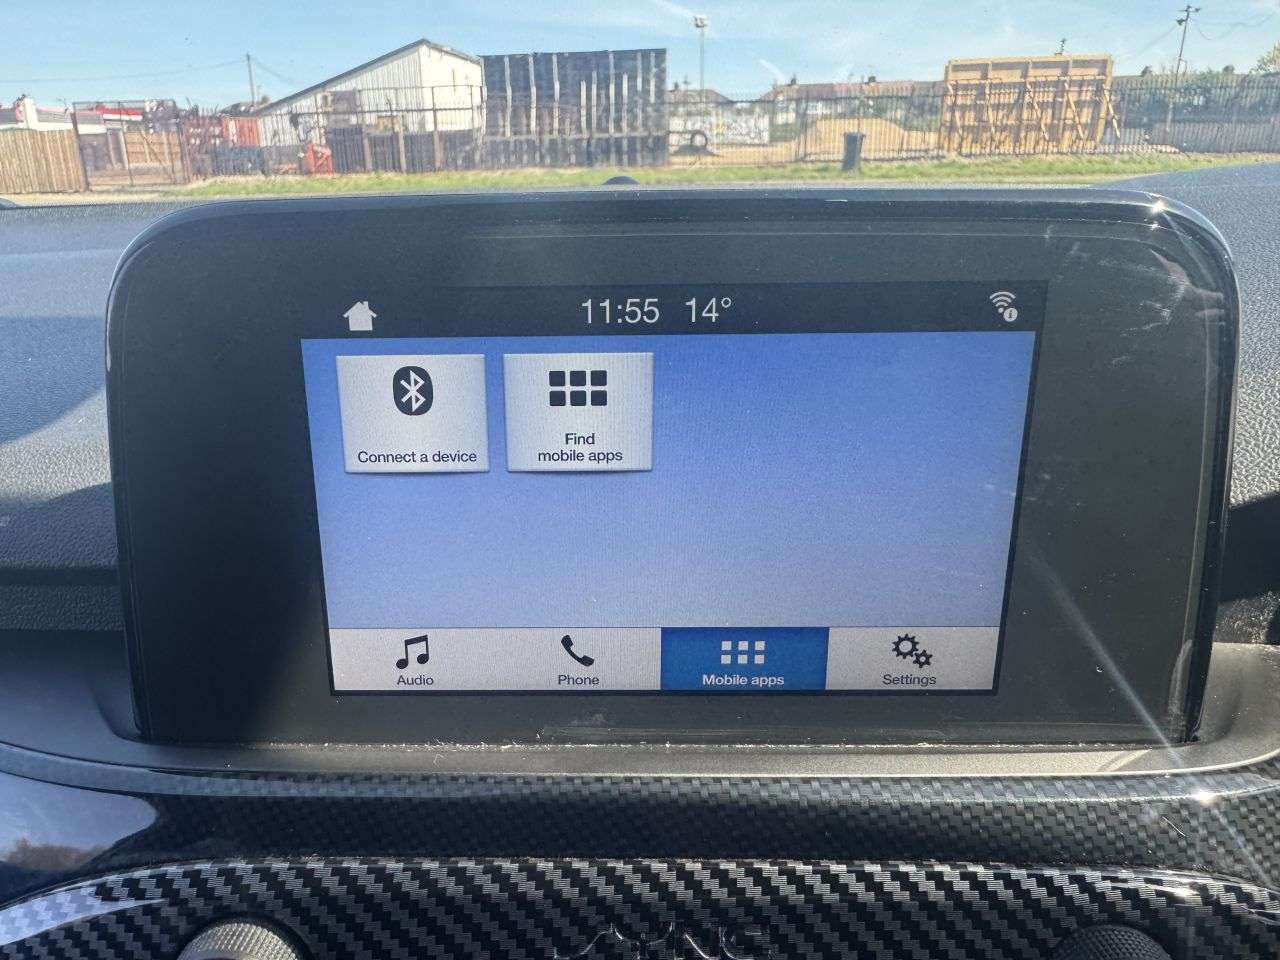 11:55 14°
Connect a device
Find
mobile apps
Audio
Phone
Mobile apps
Settings